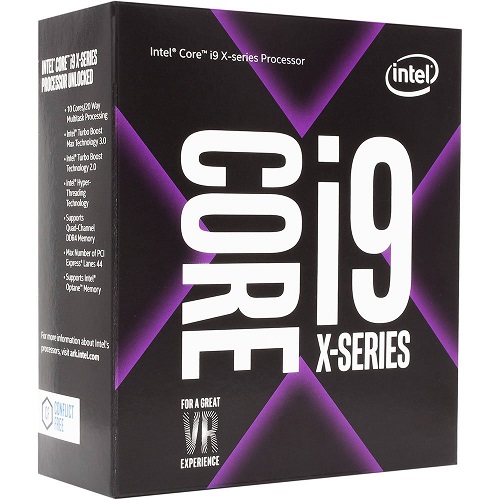 INTEL® CORE™ i9 X-SERIES
PROCESSOR UNLOCKED
• 10 Cores/20 Way
Multitask Processing
• Intel® Turbo Boost
Max Technology 3.0
• Intel® Turbo Boost
Technology 2.0
• Intel® Hyper-
Threading
Technology
• Supports
Quad-Channel
DDR4 Memory
• Max Number of PCI
Express® Lanes 44
• Supports Intel®
Optane™ Memory
For more information about Intel's
processors, visit ark.intel.com
CONFLICT
FREE
Intel® Core™ i9 X-series Processor
intel
CORE
i9
X-SERIES
FOR A GREAT
VR
EXPERIENCE